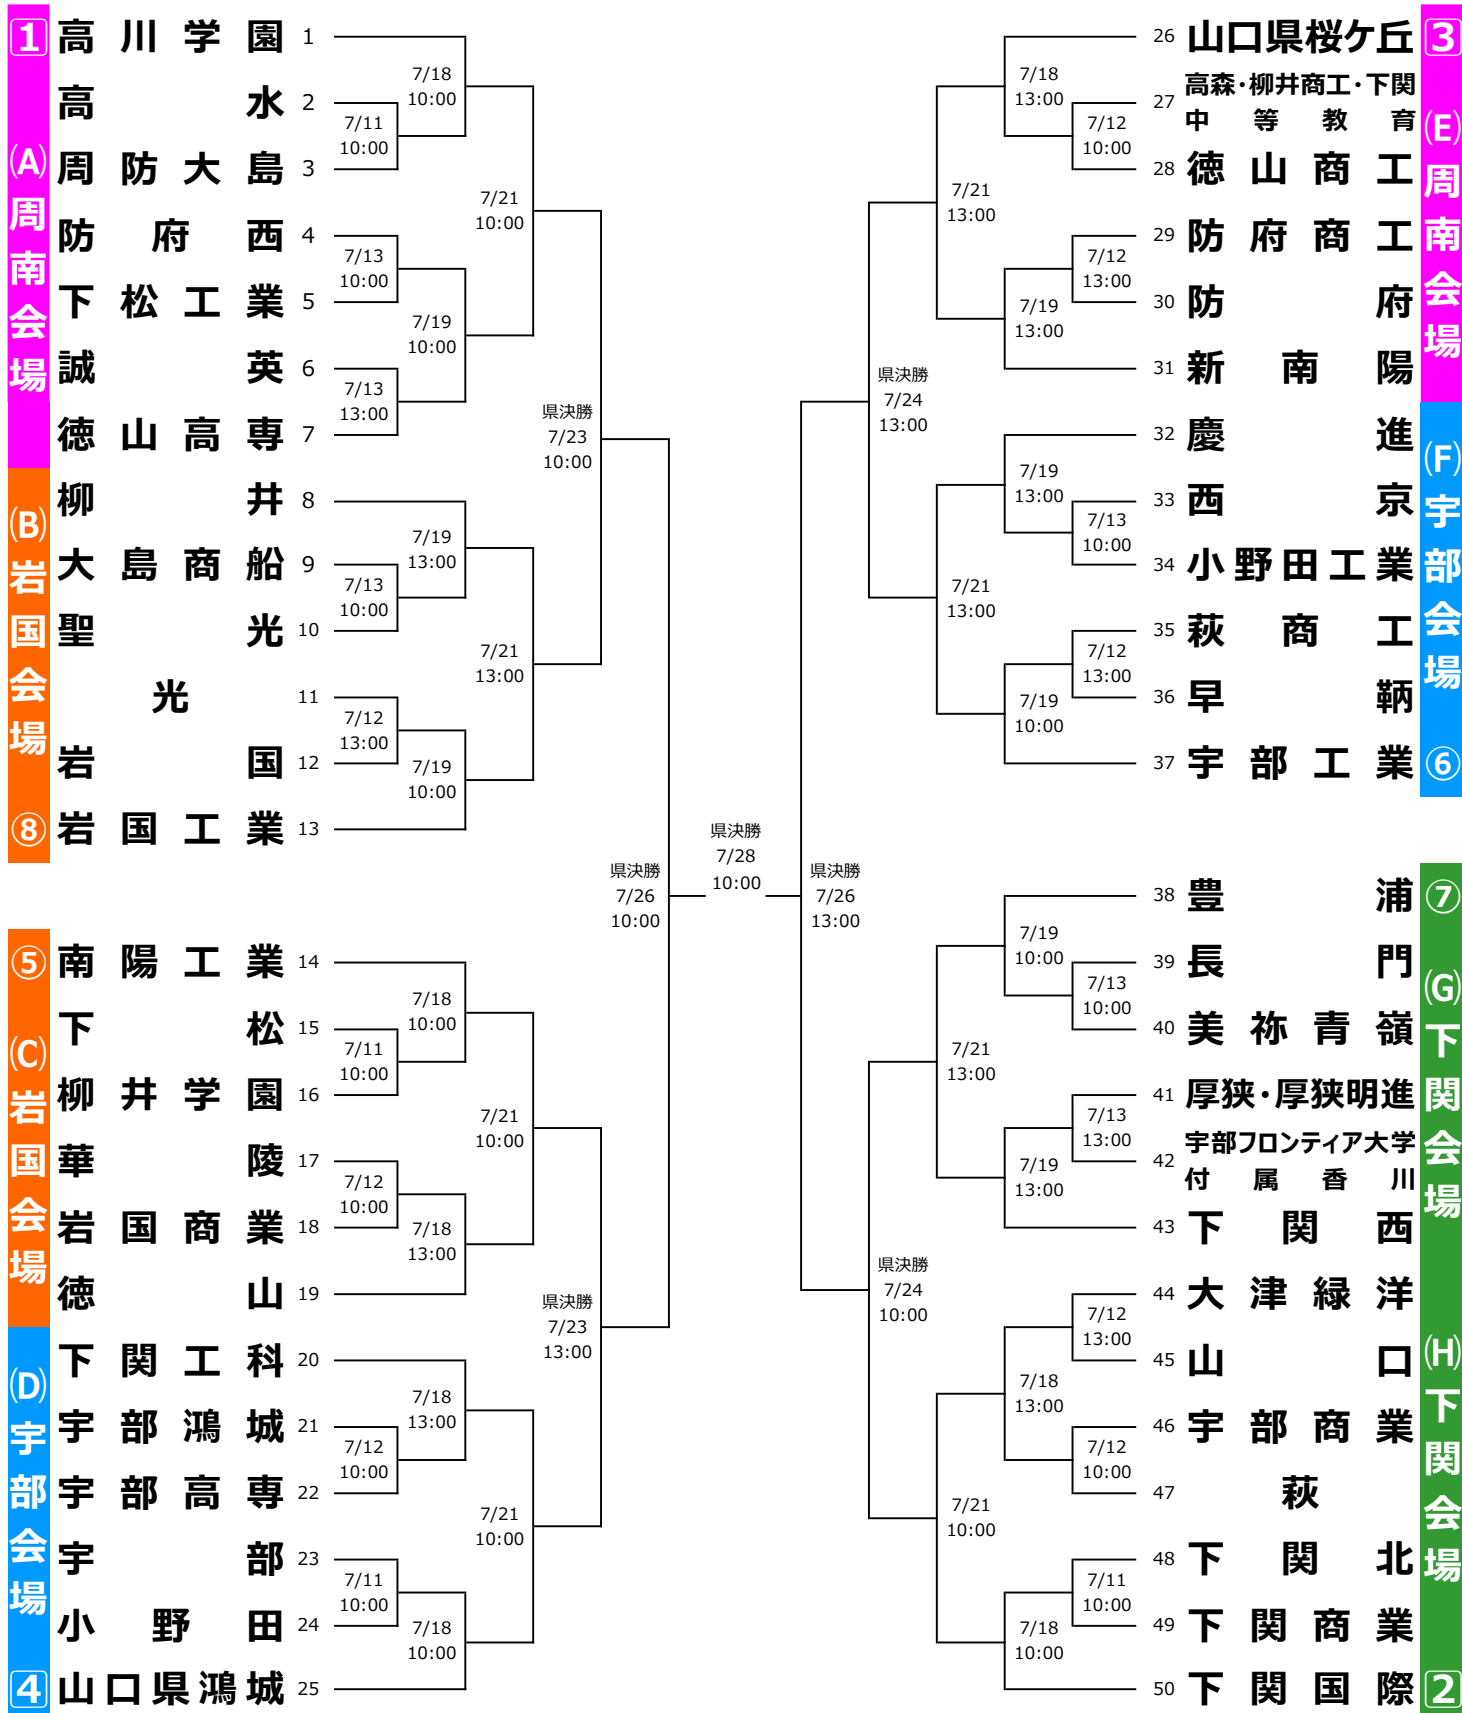 1
(A)周南会場
高川学園 1
高水 2
周防大島 3
防府西 4
下松工業 5
誠英 6
徳山高専 7
7/18
10:00
7/11
10:00
7/13
10:00
7/19
10:00
7/13
13:00
7/21
10:00
(B)岩国会場
⑧
柳井 8
大島商船 9
聖光 10
光 11
岩国 12
岩国工業 13
7/19
13:00
7/13
10:00
7/12
13:00
7/19
10:00
7/21
13:00
県決勝
7/23
10:00
⑤
(C)岩国会場
南陽工業 14
下松 15
柳井学園 16
華陵 17
岩国商業 18
徳山 19
7/18
10:00
7/11
10:00
7/12
10:00
7/18
13:00
7/21
10:00
(D)宇部会場
4
下関工科 20
宇部鴻城 21
宇部高専 22
宇部 23
小野田 24
山口県鴻城 25
7/18
13:00
7/12
10:00
7/11
10:00
7/18
10:00
7/21
10:00
県決勝
7/23
13:00
県決勝
7/26
10:00
県決勝
7/28
10:00
県決勝
7/26
13:00
3
(E)周南会場
26 山口県桜ケ丘
27 高森・柳井商工・下関
中等教育
28 徳山商工
29 防府商工
30 防府
31 新南陽
7/18
13:00
7/12
10:00
7/12
13:00
7/19
13:00
7/21
13:00
(F)宇部会場
⑥
32 慶進
33 西京
34 小野田工業
35 萩商工
36 早鞆
37 宇部工業
7/19
13:00
7/13
10:00
7/12
13:00
7/19
10:00
7/21
13:00
県決勝
7/24
13:00
⑦
(G)下関会場
38 豊浦
39 長門
40 美祢青嶺
41 厚狭・厚狭明進
42 宇部フロンティア大学
付属香川
43 下関西
7/19
10:00
7/13
10:00
7/13
13:00
7/19
13:00
7/21
13:00
(H)下関会場
2
44 大津緑洋
45 山口
46 宇部商業
47 萩
48 下関北
49 下関商業
50 下関国際
7/12
13:00
7/18
13:00
7/12
10:00
7/11
10:00
7/18
10:00
7/21
10:00
県決勝
7/24
10:00